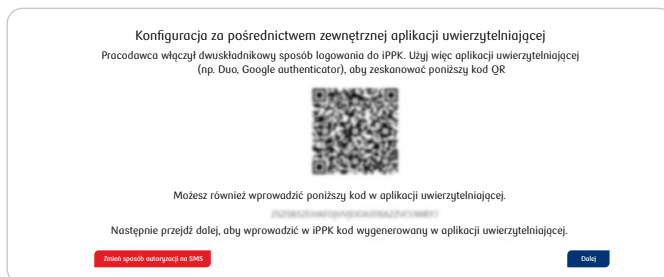 Konfiguracja za pośrednictwem zewnętrznej aplikacji uwierzytelniającej
Pracodawca włączył dwuskładnikowy sposób logowania do iPPK. Użyj więc aplikacji uwierzytelniającej
(np. Duo, Google authenticator), aby zeskanować poniższy kod QR
Możesz również wprowadzić poniższy kod w aplikacji uwierzytelniającej.
Następnie przejdź dalej, aby wprowadzić w iPPK kod wygenerowany w aplikacji uwierzytelniającej.
Zmień sposób autoryzacji na SMS
Dalej